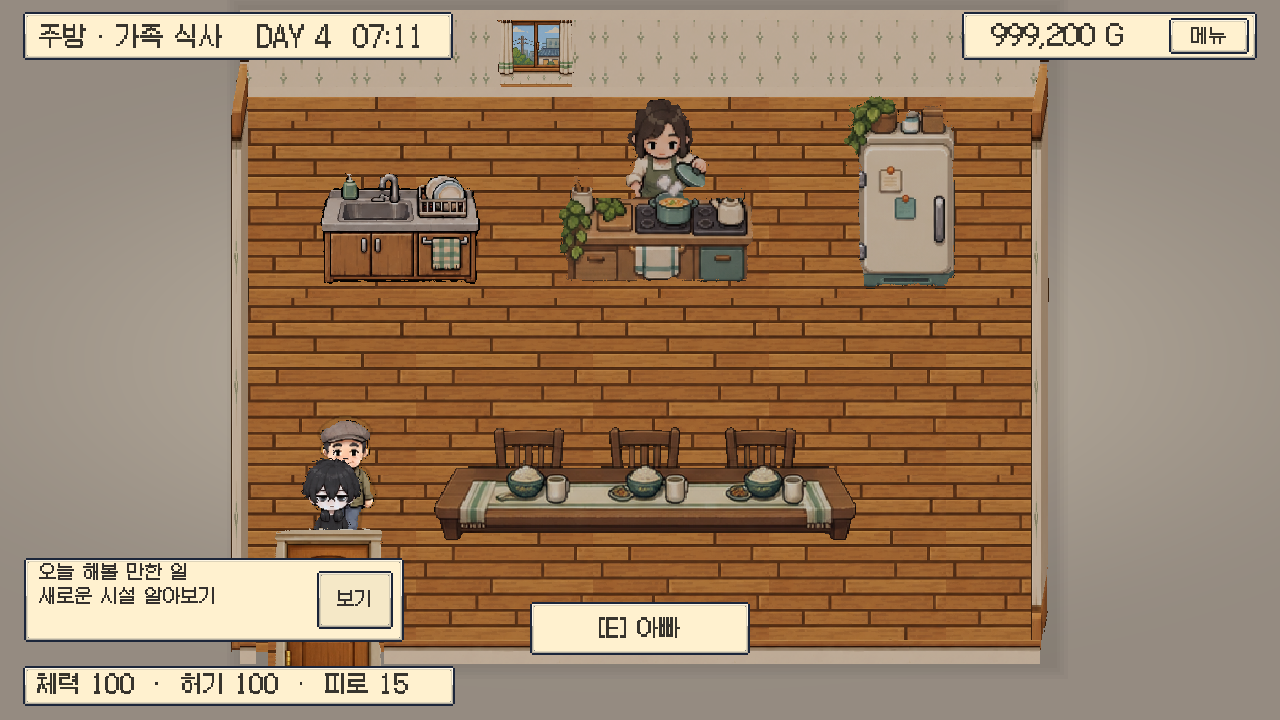 주방 · 가족 식사 DAY 4 07:11
999,200 G 메뉴
오늘 해볼 만한 일
새로운 시설 알아보기
보기
[E] 아빠
체력 100 · 허기 100 · 피로 15